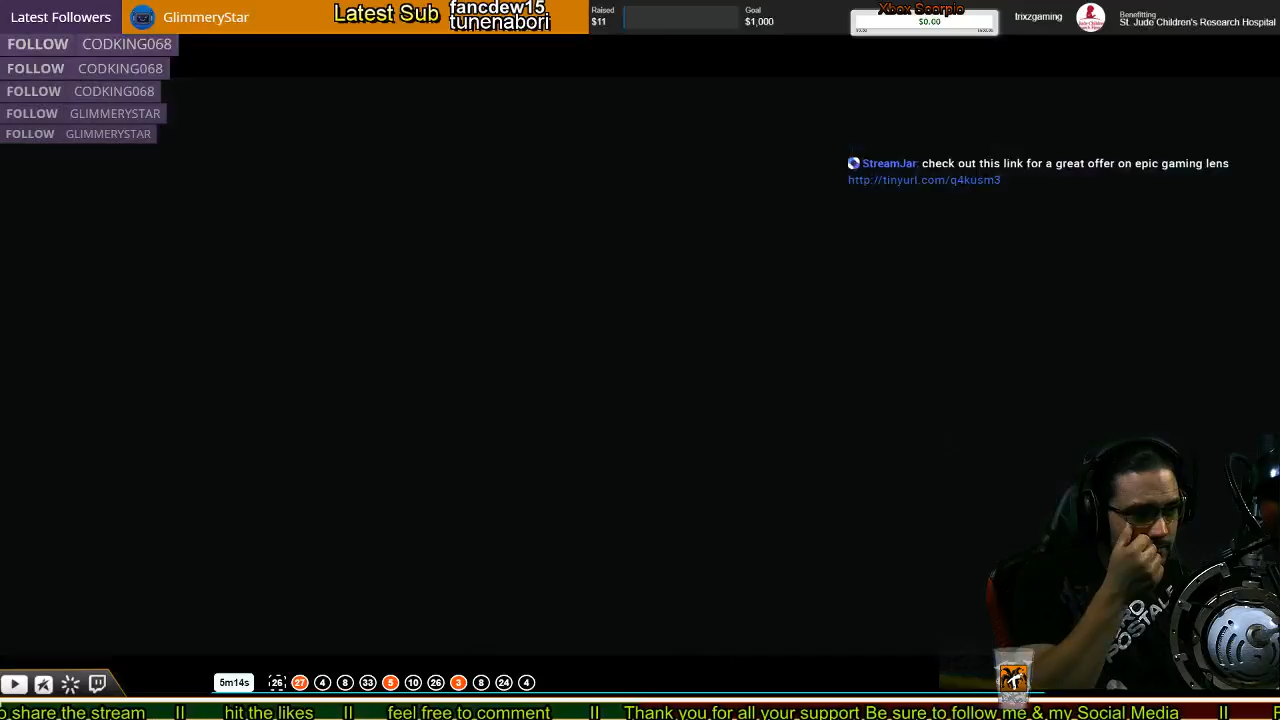 Latest Followers
GlimmeryStar
Latest Sub
fancdew15
tunenabori
Raised
$11
Goal
$1,000
Xbox Scorpio
$0.00
trixzgaming
Benefitting
St. Jude Children's Research Hospital
FOLLOW CODKING068
FOLLOW CODKING068
FOLLOW CODKING068
FOLLOW GLIMMERYSTAR
FOLLOW GLIMMERYSTAR
StreamJar: check out this link for a great offer on epic gaming lens
http://tinyurl.com/q4kusm3
POSTALE
5m14s 26 27 4 8 33 5 10 26 3 8 24 4
o share the stream II hit the likes II feel free to comment II Thank you for all your support Be sure to follow me & my Social Media II